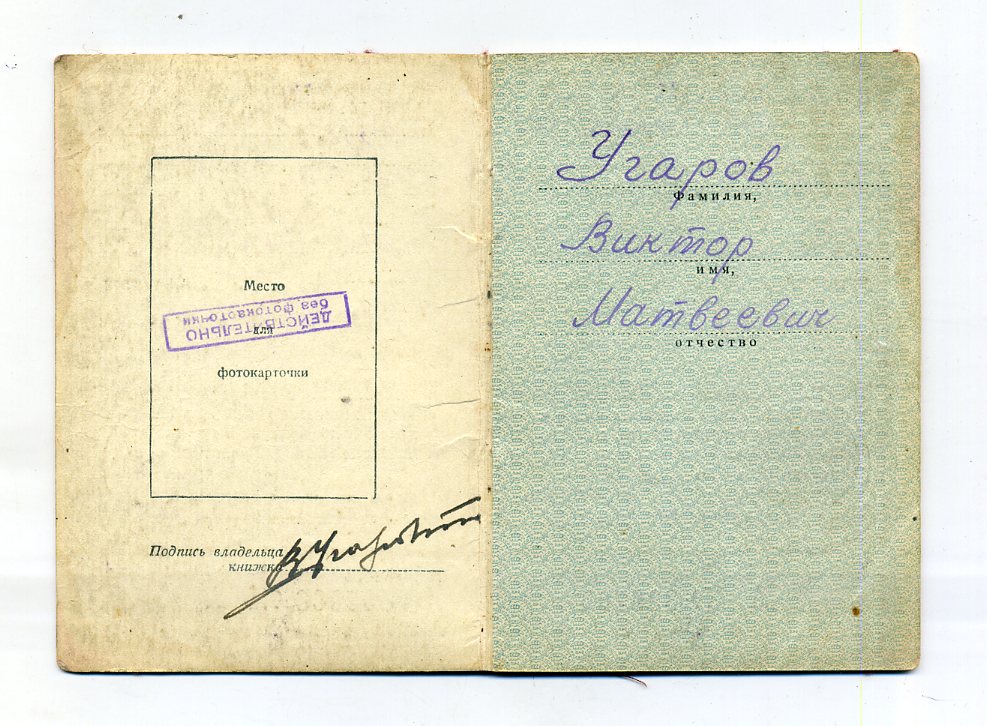 Место
ДЕЙСТВИТЕЛЬНО
без фотокарточки
для
фотокарточки
Подпись владельца
книжки
Угаров
Фамилия,
Виктор
имя,
Матвеевич
отчество